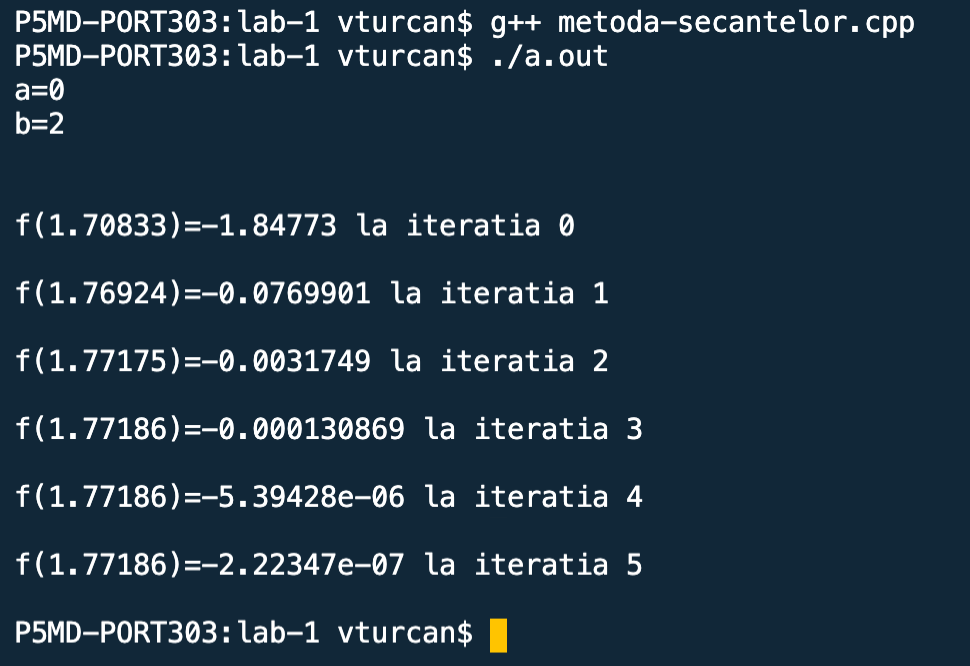 P5MD-PORT303:lab-1 vturcan$ g++ metoda-secantelor.cpp
P5MD-PORT303:lab-1 vturcan$ ./a.out
a=0
b=2
f(1.70833)=-1.84773 la iteratia 0
f(1.76924)=-0.0769901 la iteratia 1
f(1.77175)=-0.0031749 la iteratia 2
f(1.77186)=-0.000130869 la iteratia 3
f(1.77186)=-5.39428e-06 la iteratia 4
f(1.77186)=-2.22347e-07 la iteratia 5
P5MD-PORT303:lab-1 vturcan$